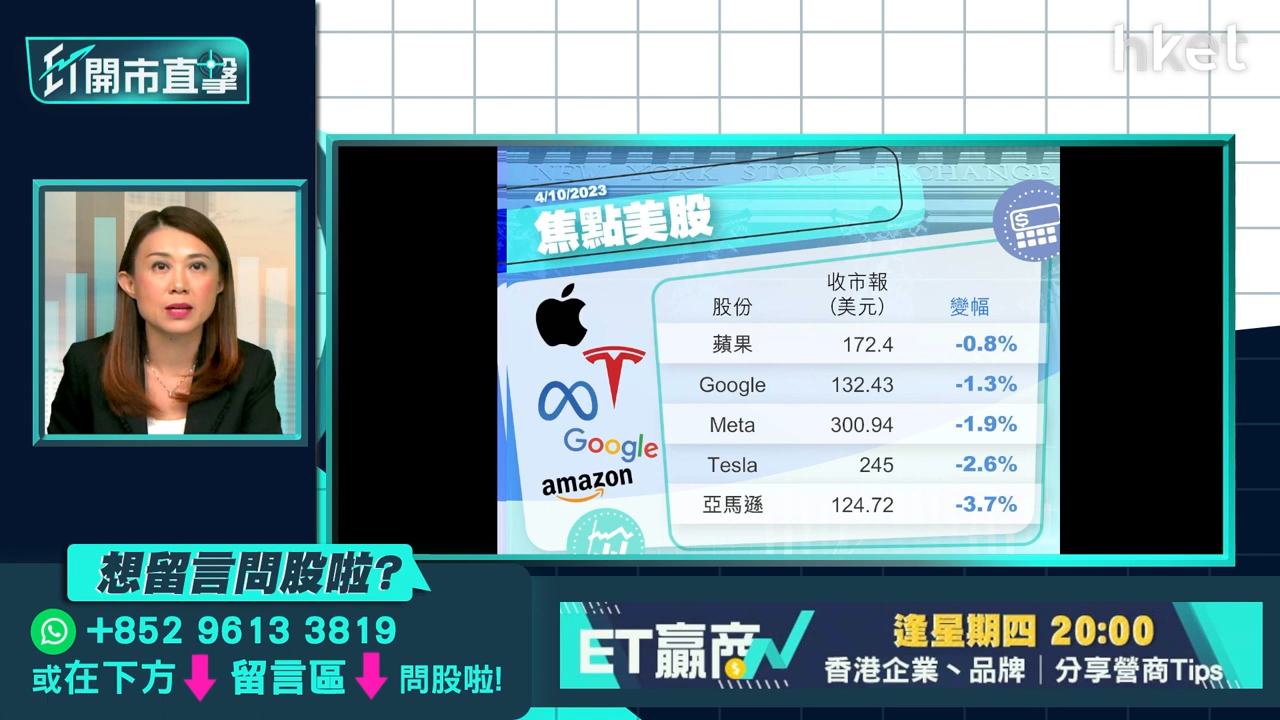 ET開市直擊
hket
NEW YORK STOCK EXCHANGE
4/10/2023
焦點美股
股份 收市報(美元) 變幅
蘋果 172.4 -0.8%
Google 132.43 -1.3%
Meta 300.94 -1.9%
Tesla 245 -2.6%
亞馬遜 124.72 -3.7%
Google
amazon
$
想留言問股啦?
+852 9613 3819
或在下方 留言區 問股啦!
ET贏商
$
逢星期四 20:00
香港企業、品牌｜分享營商Tips